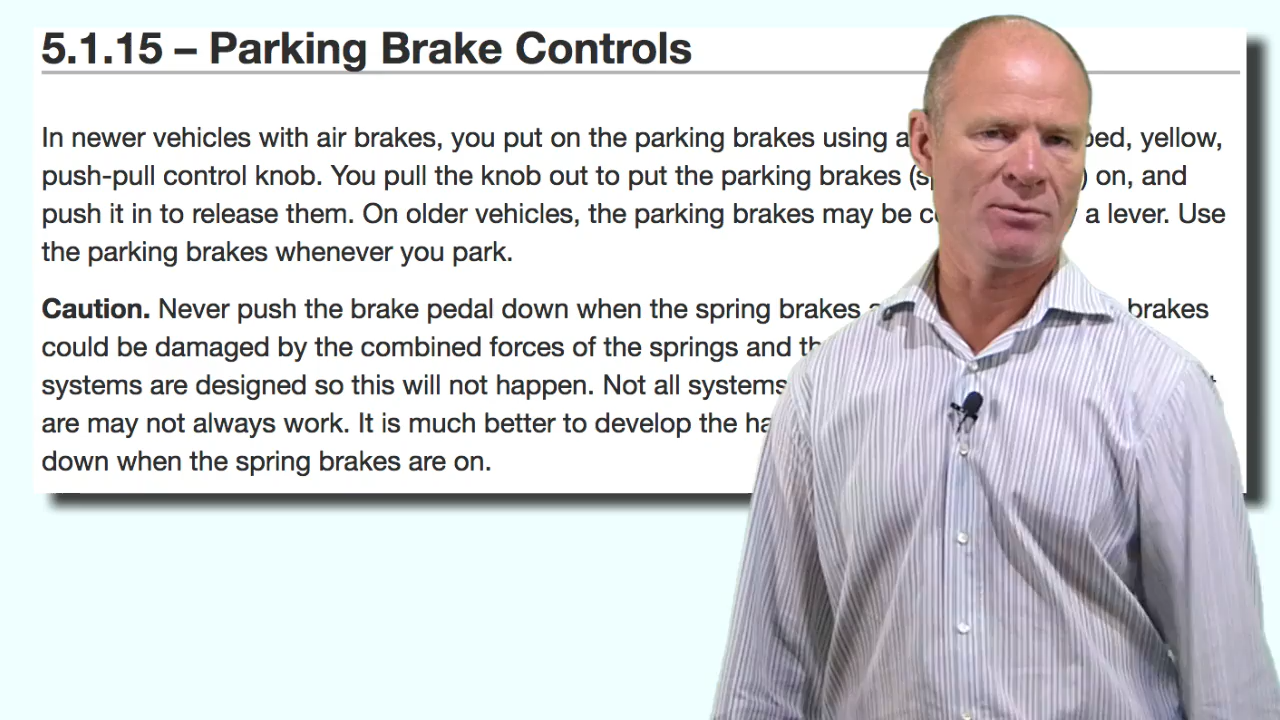 5.1.15 – Parking Brake Controls
In newer vehicles with air brakes, you put on the parking brakes using a yellow,
push-pull control knob. You pull the knob out to put the parking brakes on, and
push it in to release them. On older vehicles, the parking brakes may be a lever. Use
the parking brakes whenever you park.
Caution. Never push the brake pedal down when the spring brakes brakes
could be damaged by the combined forces of the springs and
systems are designed so this will not happen. Not all systems
are may not always work. It is much better to develop the
down when the spring brakes are on.